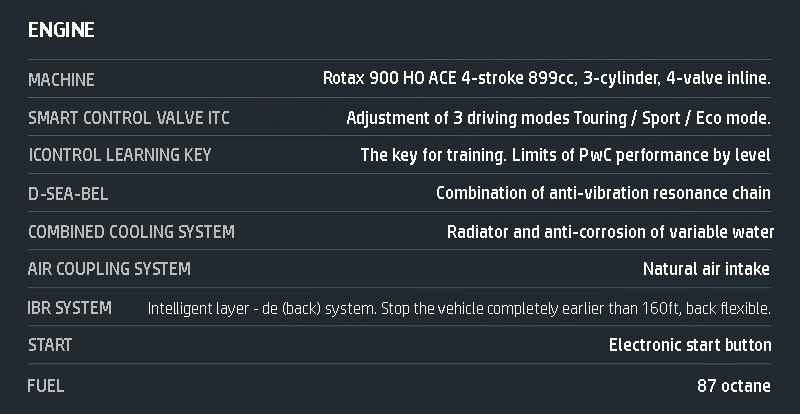 ENGINE
MACHINE Rotax 900 HO ACE 4-stroke 899cc, 3-cylinder, 4-valve inline.
SMART CONTROL VALVE ITC Adjustment of 3 driving modes Touring / Sport / Eco mode.
ICONTROL LEARNING KEY The key for training. Limits of PwC performance by level
D-SEA-BEL Combination of anti-vibration resonance chain
COMBINED COOLING SYSTEM Radiator and anti-corrosion of variable water
AIR COUPLING SYSTEM Natural air intake
IBR SYSTEM Intelligent layer - de (back) system. Stop the vehicle completely earlier than 160ft, back flexible.
START Electronic start button
FUEL 87 octane